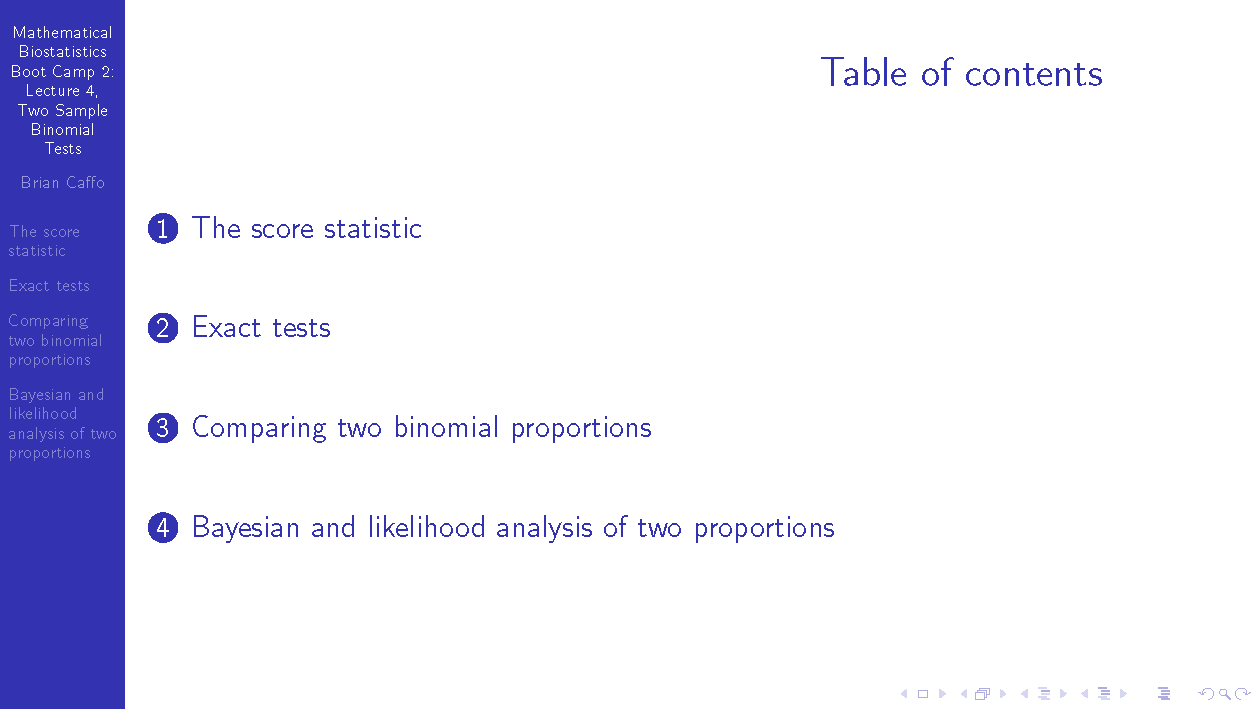 Mathematical
Biostatistics
Boot Camp 2:
Lecture 4,
Two Sample
Binomial
Tests
Brian Caffo
The score
statistic
Exact tests
Comparing
two binomial
proportions
Bayesian and
likelihood
analysis of two
proportions
Table of contents
1 The score statistic
2 Exact tests
3 Comparing two binomial proportions
4 Bayesian and likelihood analysis of two proportions